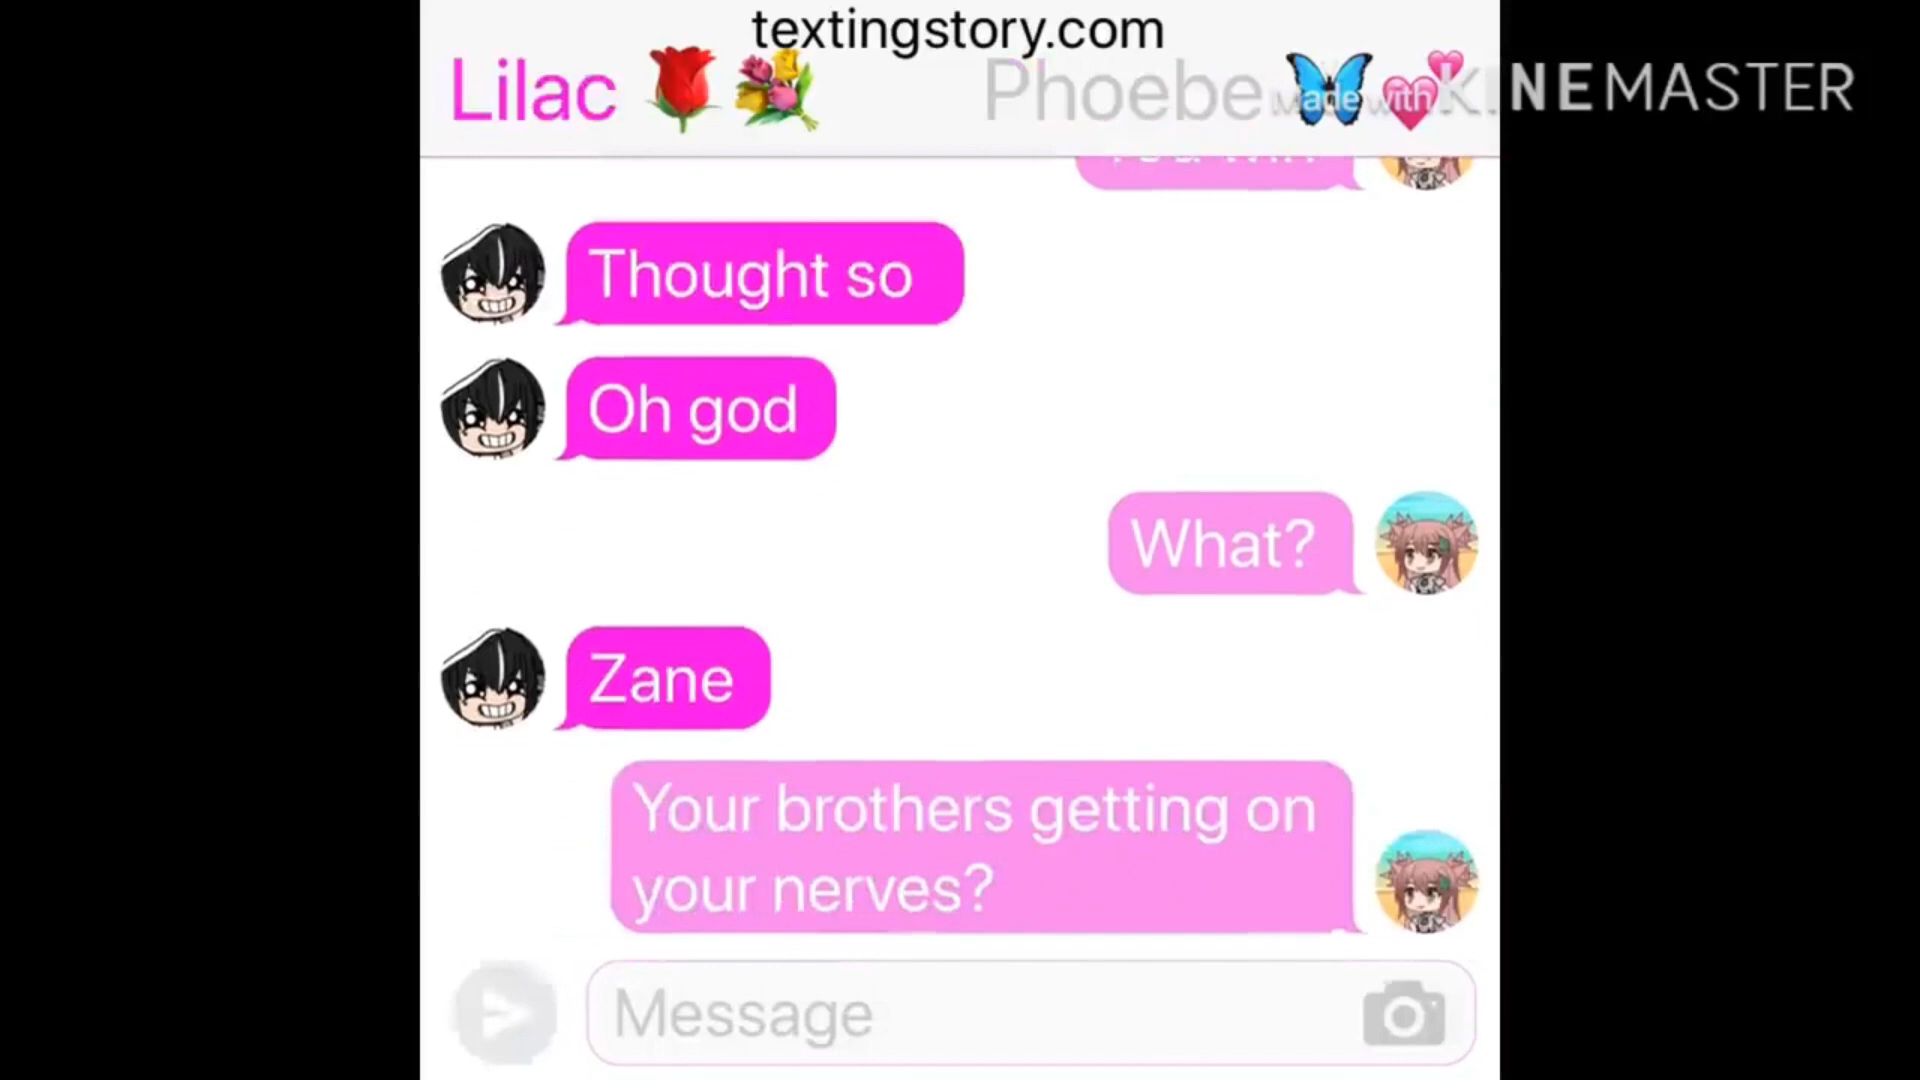 textingstory.com
Lilac 🌹 💐 Phoebe 🦋 💕
Made with KINEMASTER
Thought so
Oh god
What?
Zane
Your brothers getting on
your nerves?
Message